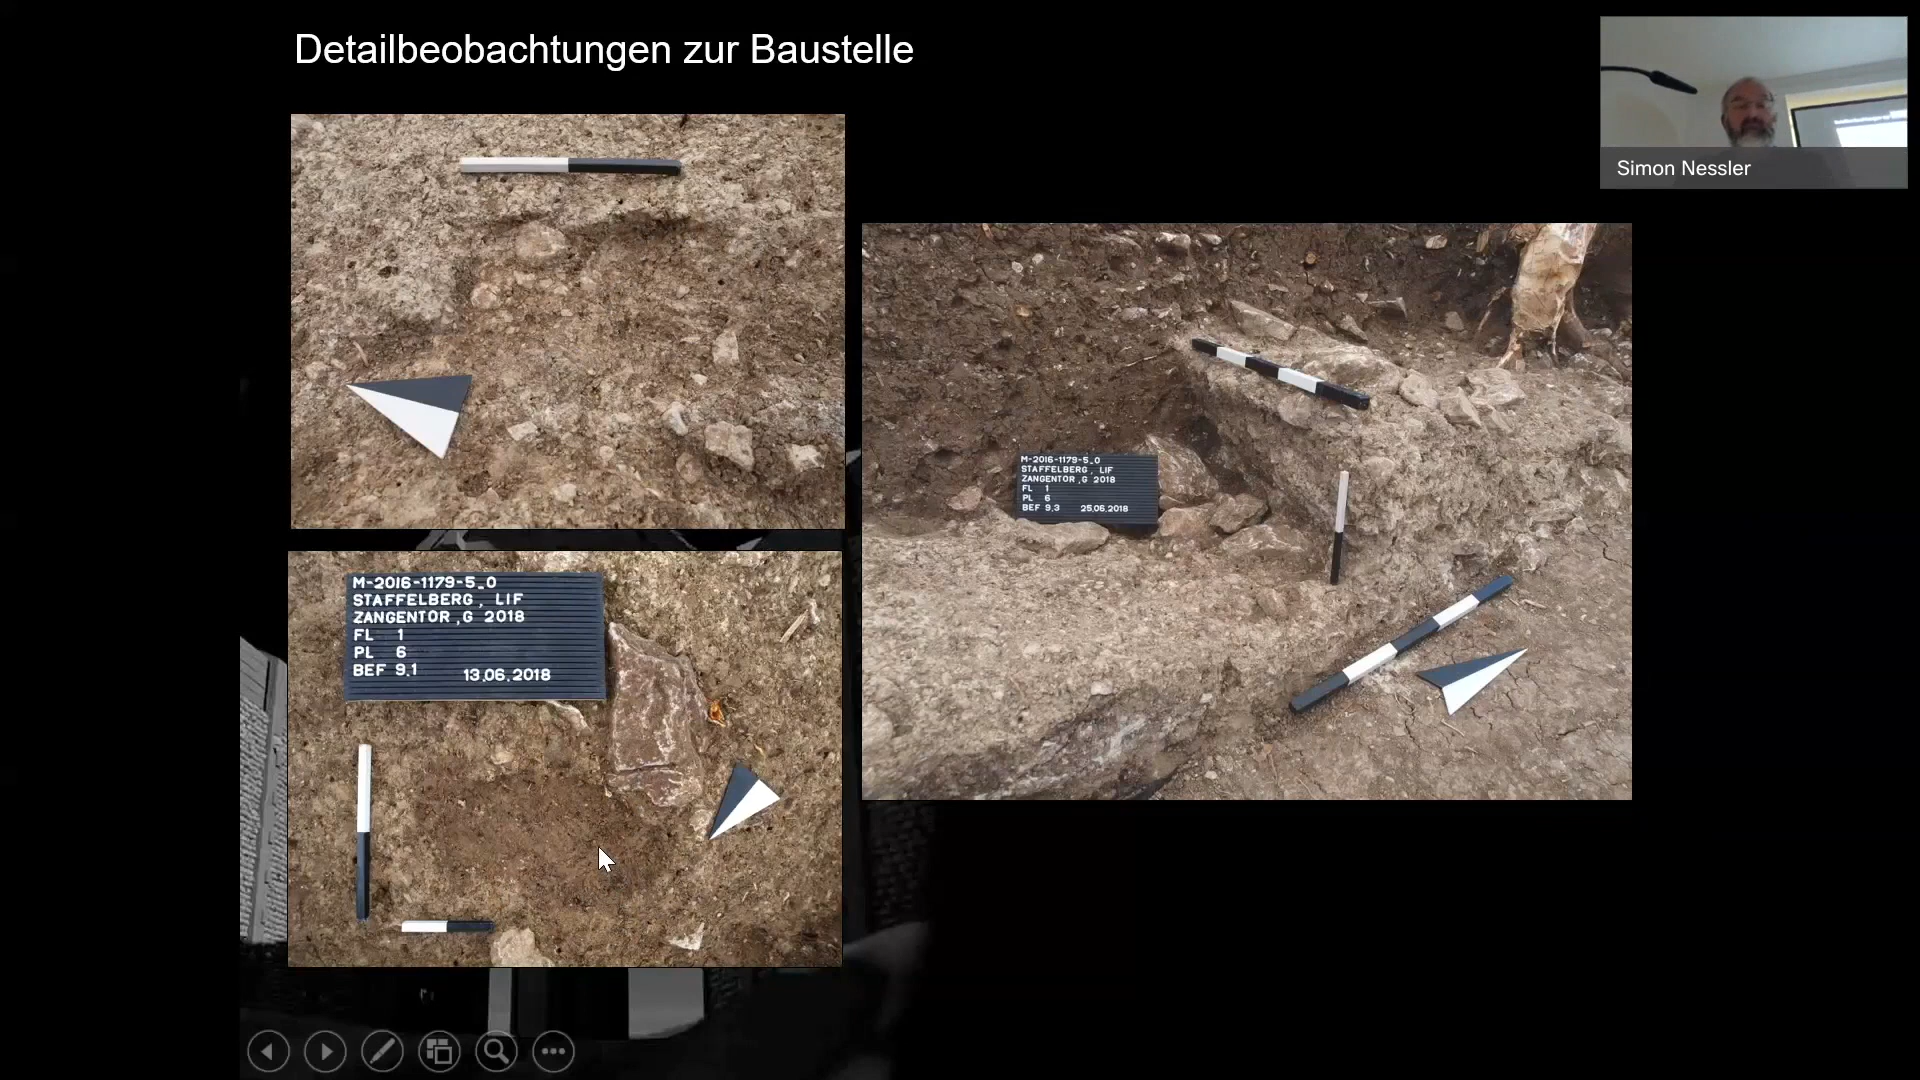 Detailbeobachtungen zur Baustelle
Simon Nessler
M-2016-1179-5_0
STAFFELBERG, LIF
ZANGENTOR,G 2018
FL 1
PL 6
BEF 9.3 25.06.2018
M-2016-1179-5_0
STAFFELBERG, LIF
ZANGENTOR,G 2018
FL 1
PL 6
BEF 9.1 13.06.2018